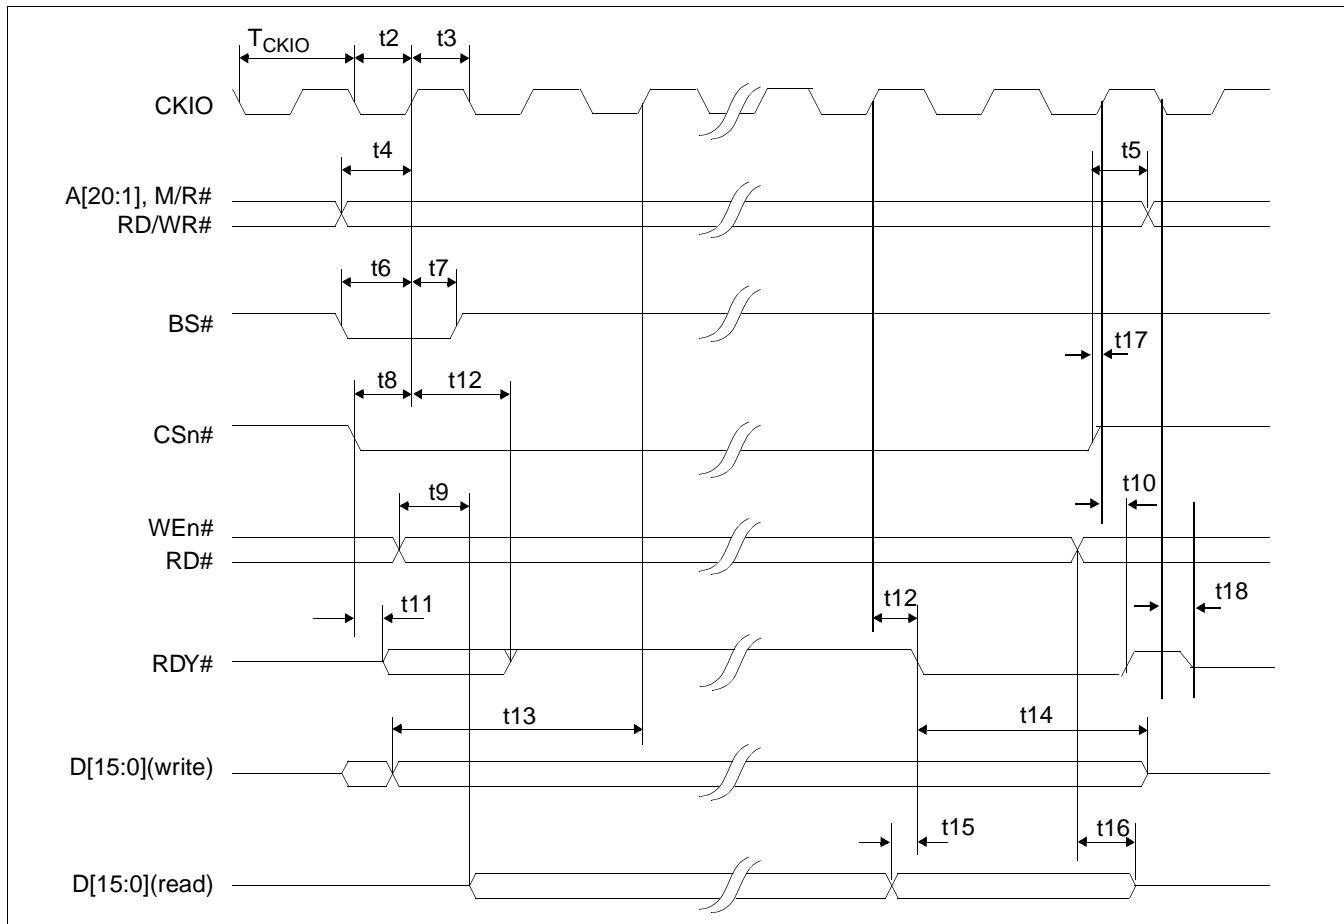 TCKIO t2 t3
CKIO
t4 t5
A[20:1], M/R#
RD/WR#
t6 t7
BS#
t17
t8 t12
CSn#
t9 t10
WEn#
RD#
t11 t12 t18
RDY#
t13 t14
D[15:0](write)
t15 t16
D[15:0](read)